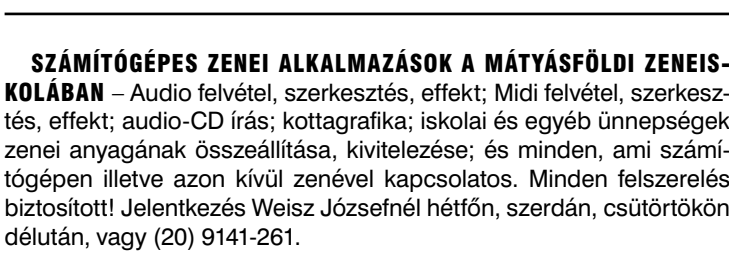 SZÁMÍTÓGÉPES ZENEI ALKALMAZÁSOK A MÁTYÁSFÖLDI ZENEIS-
KOLÁBAN – Audio felvétel, szerkesztés, effekt; Midi felvétel, szerkesz-
tés, effekt; audio-CD írás; kottagrafika; iskolai és egyéb ünnepségek
zenei anyagának összeállítása, kivitelezése; és minden, ami számí-
tógépen illetve azon kívül zenével kapcsolatos. Minden felszerelés
biztosított! Jelentkezés Weisz Józsefnél hétfőn, szerdán, csütörtökön
délután, vagy (20) 9141-261.